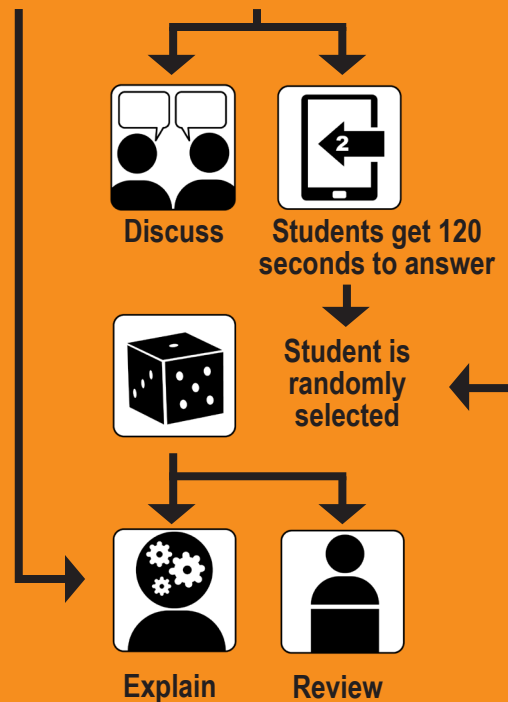 2
Discuss
Students get 120
seconds to answer
Student is
randomly
selected
Explain
Review